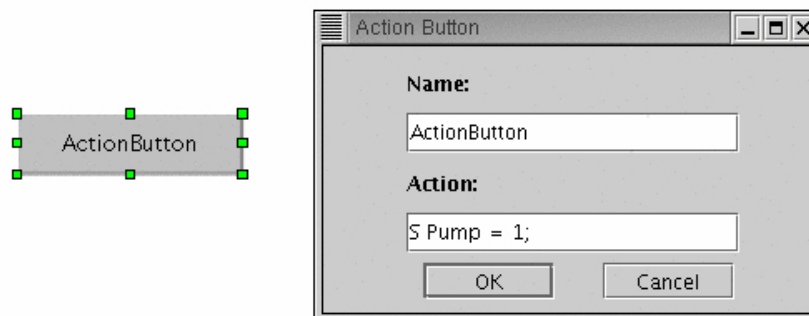 ActionButton
Action Button
Name:
ActionButton
Action:
S Pump = 1;
OK
Cancel